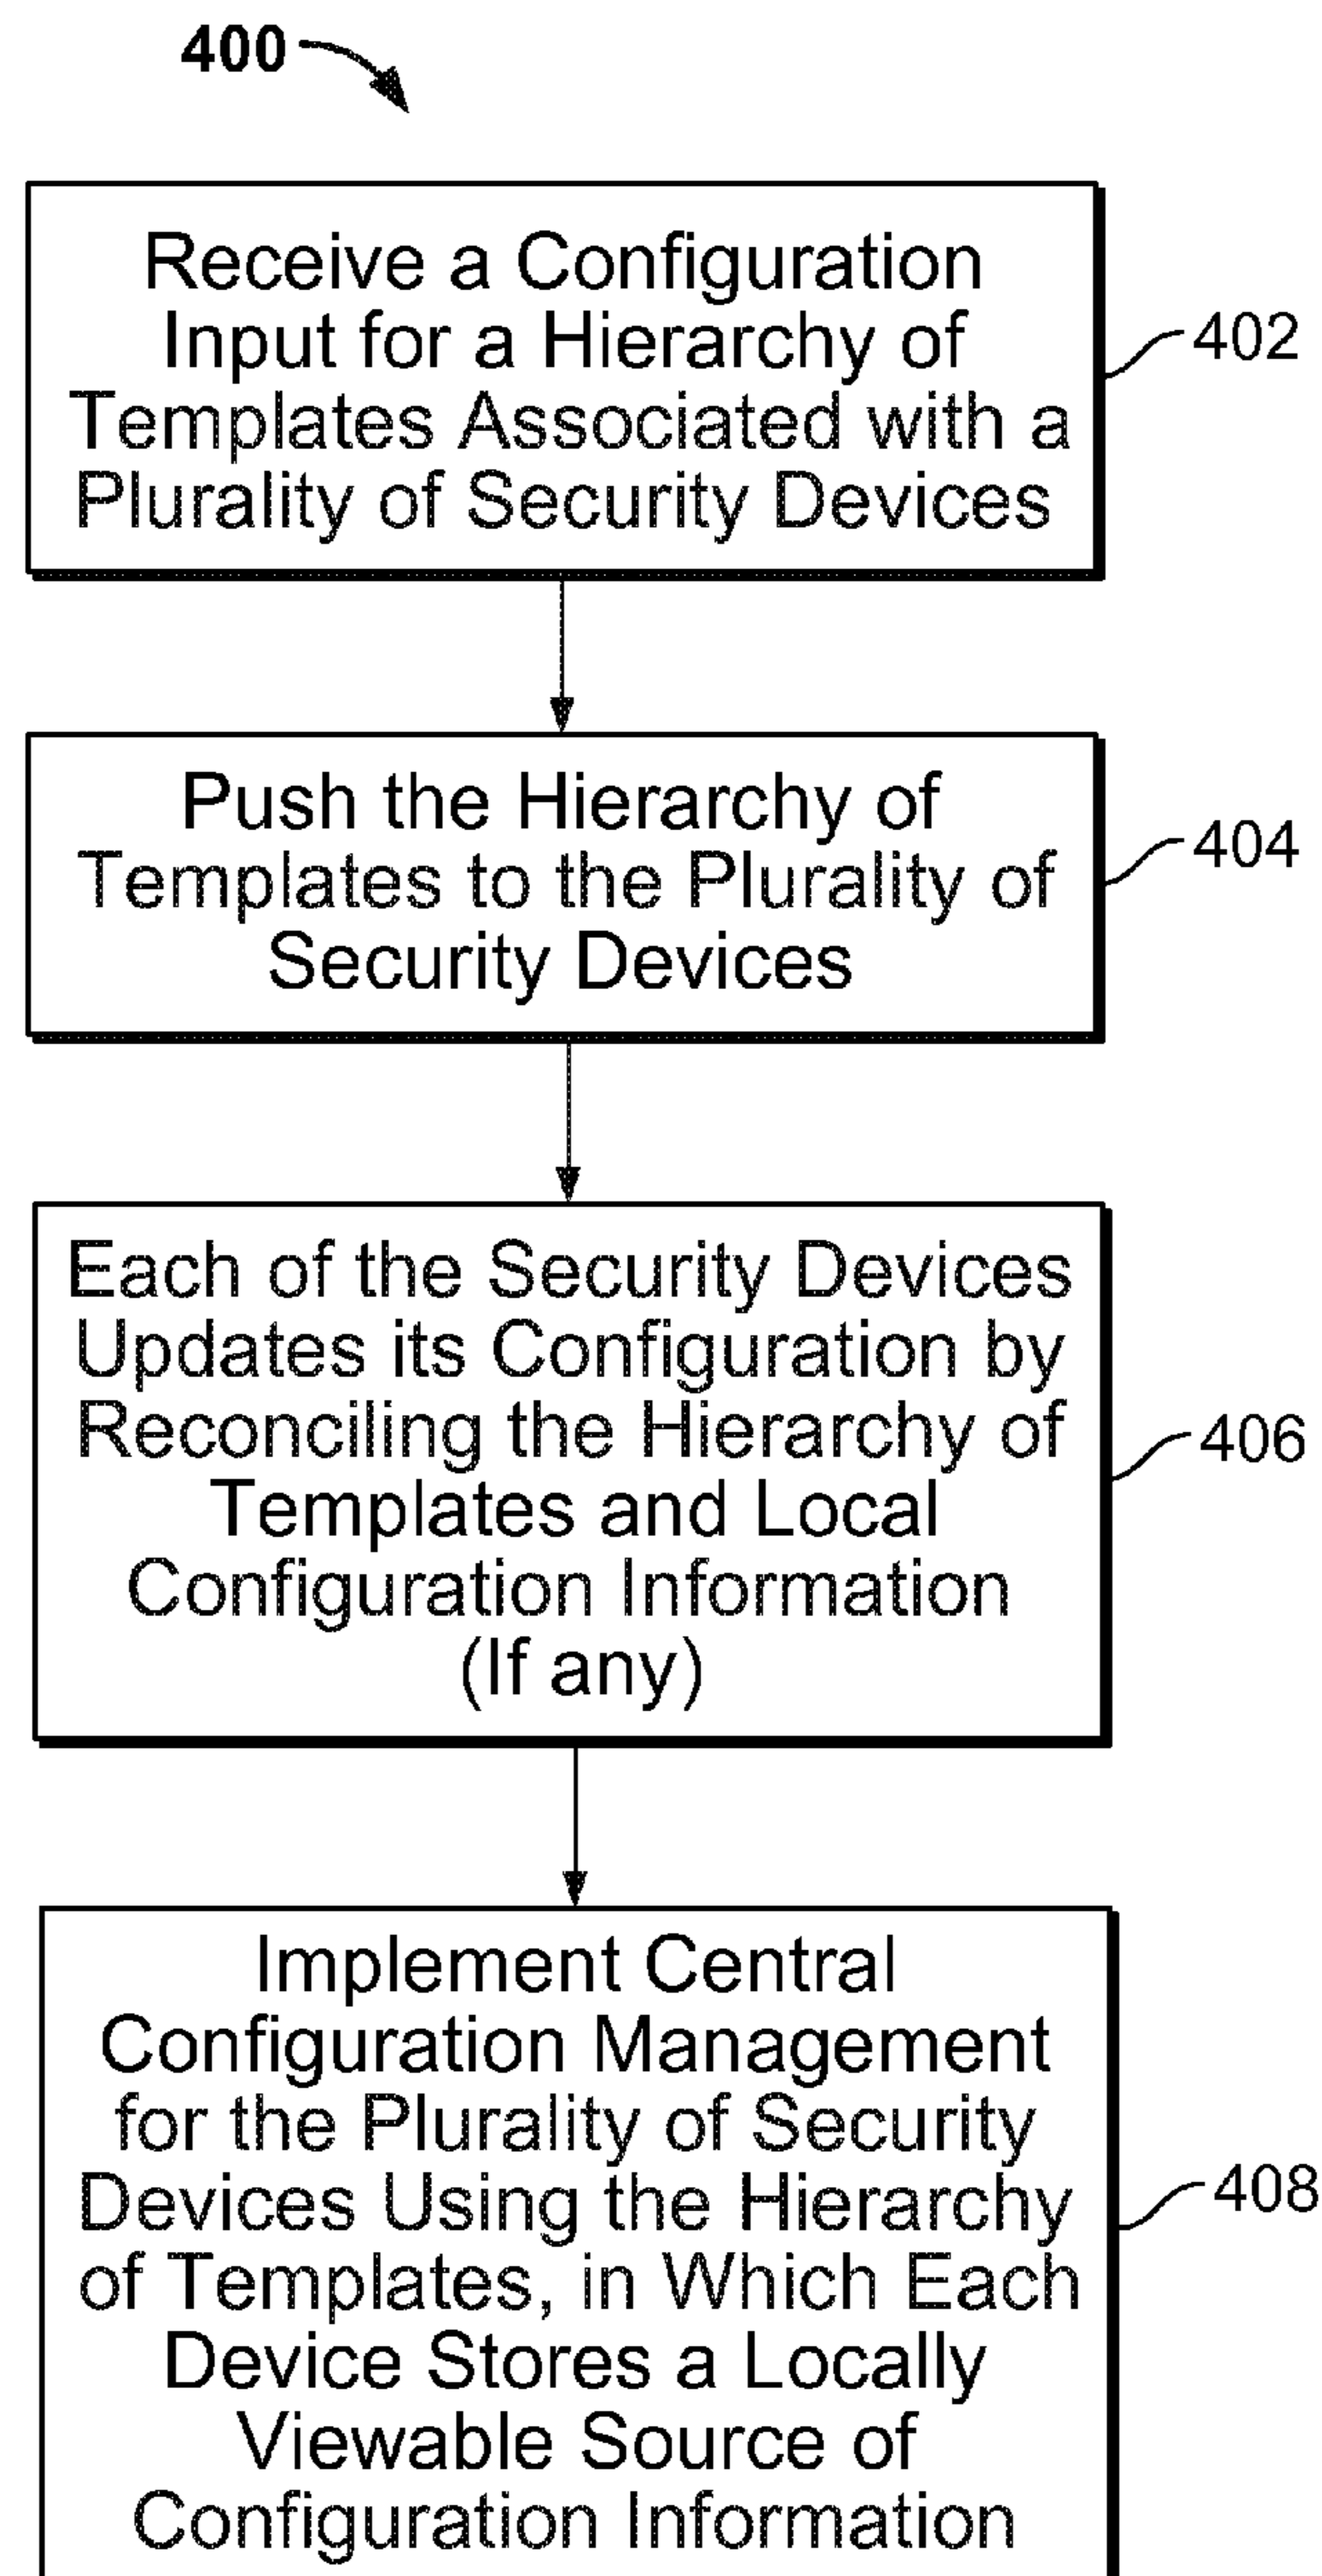 400
Receive a Configuration
Input for a Hierarchy of
Templates Associated with a
Plurality of Security Devices
402
Push the Hierarchy of
Templates to the Plurality of
Security Devices
404
Each of the Security Devices
Updates its Configuration by
Reconciling the Hierarchy of
Templates and Local
Configuration Information
(If any)
406
Implement Central
Configuration Management
for the Plurality of Security
Devices Using the Hierarchy
of Templates, in Which Each
Device Stores a Locally
Viewable Source of
Configuration Information
408